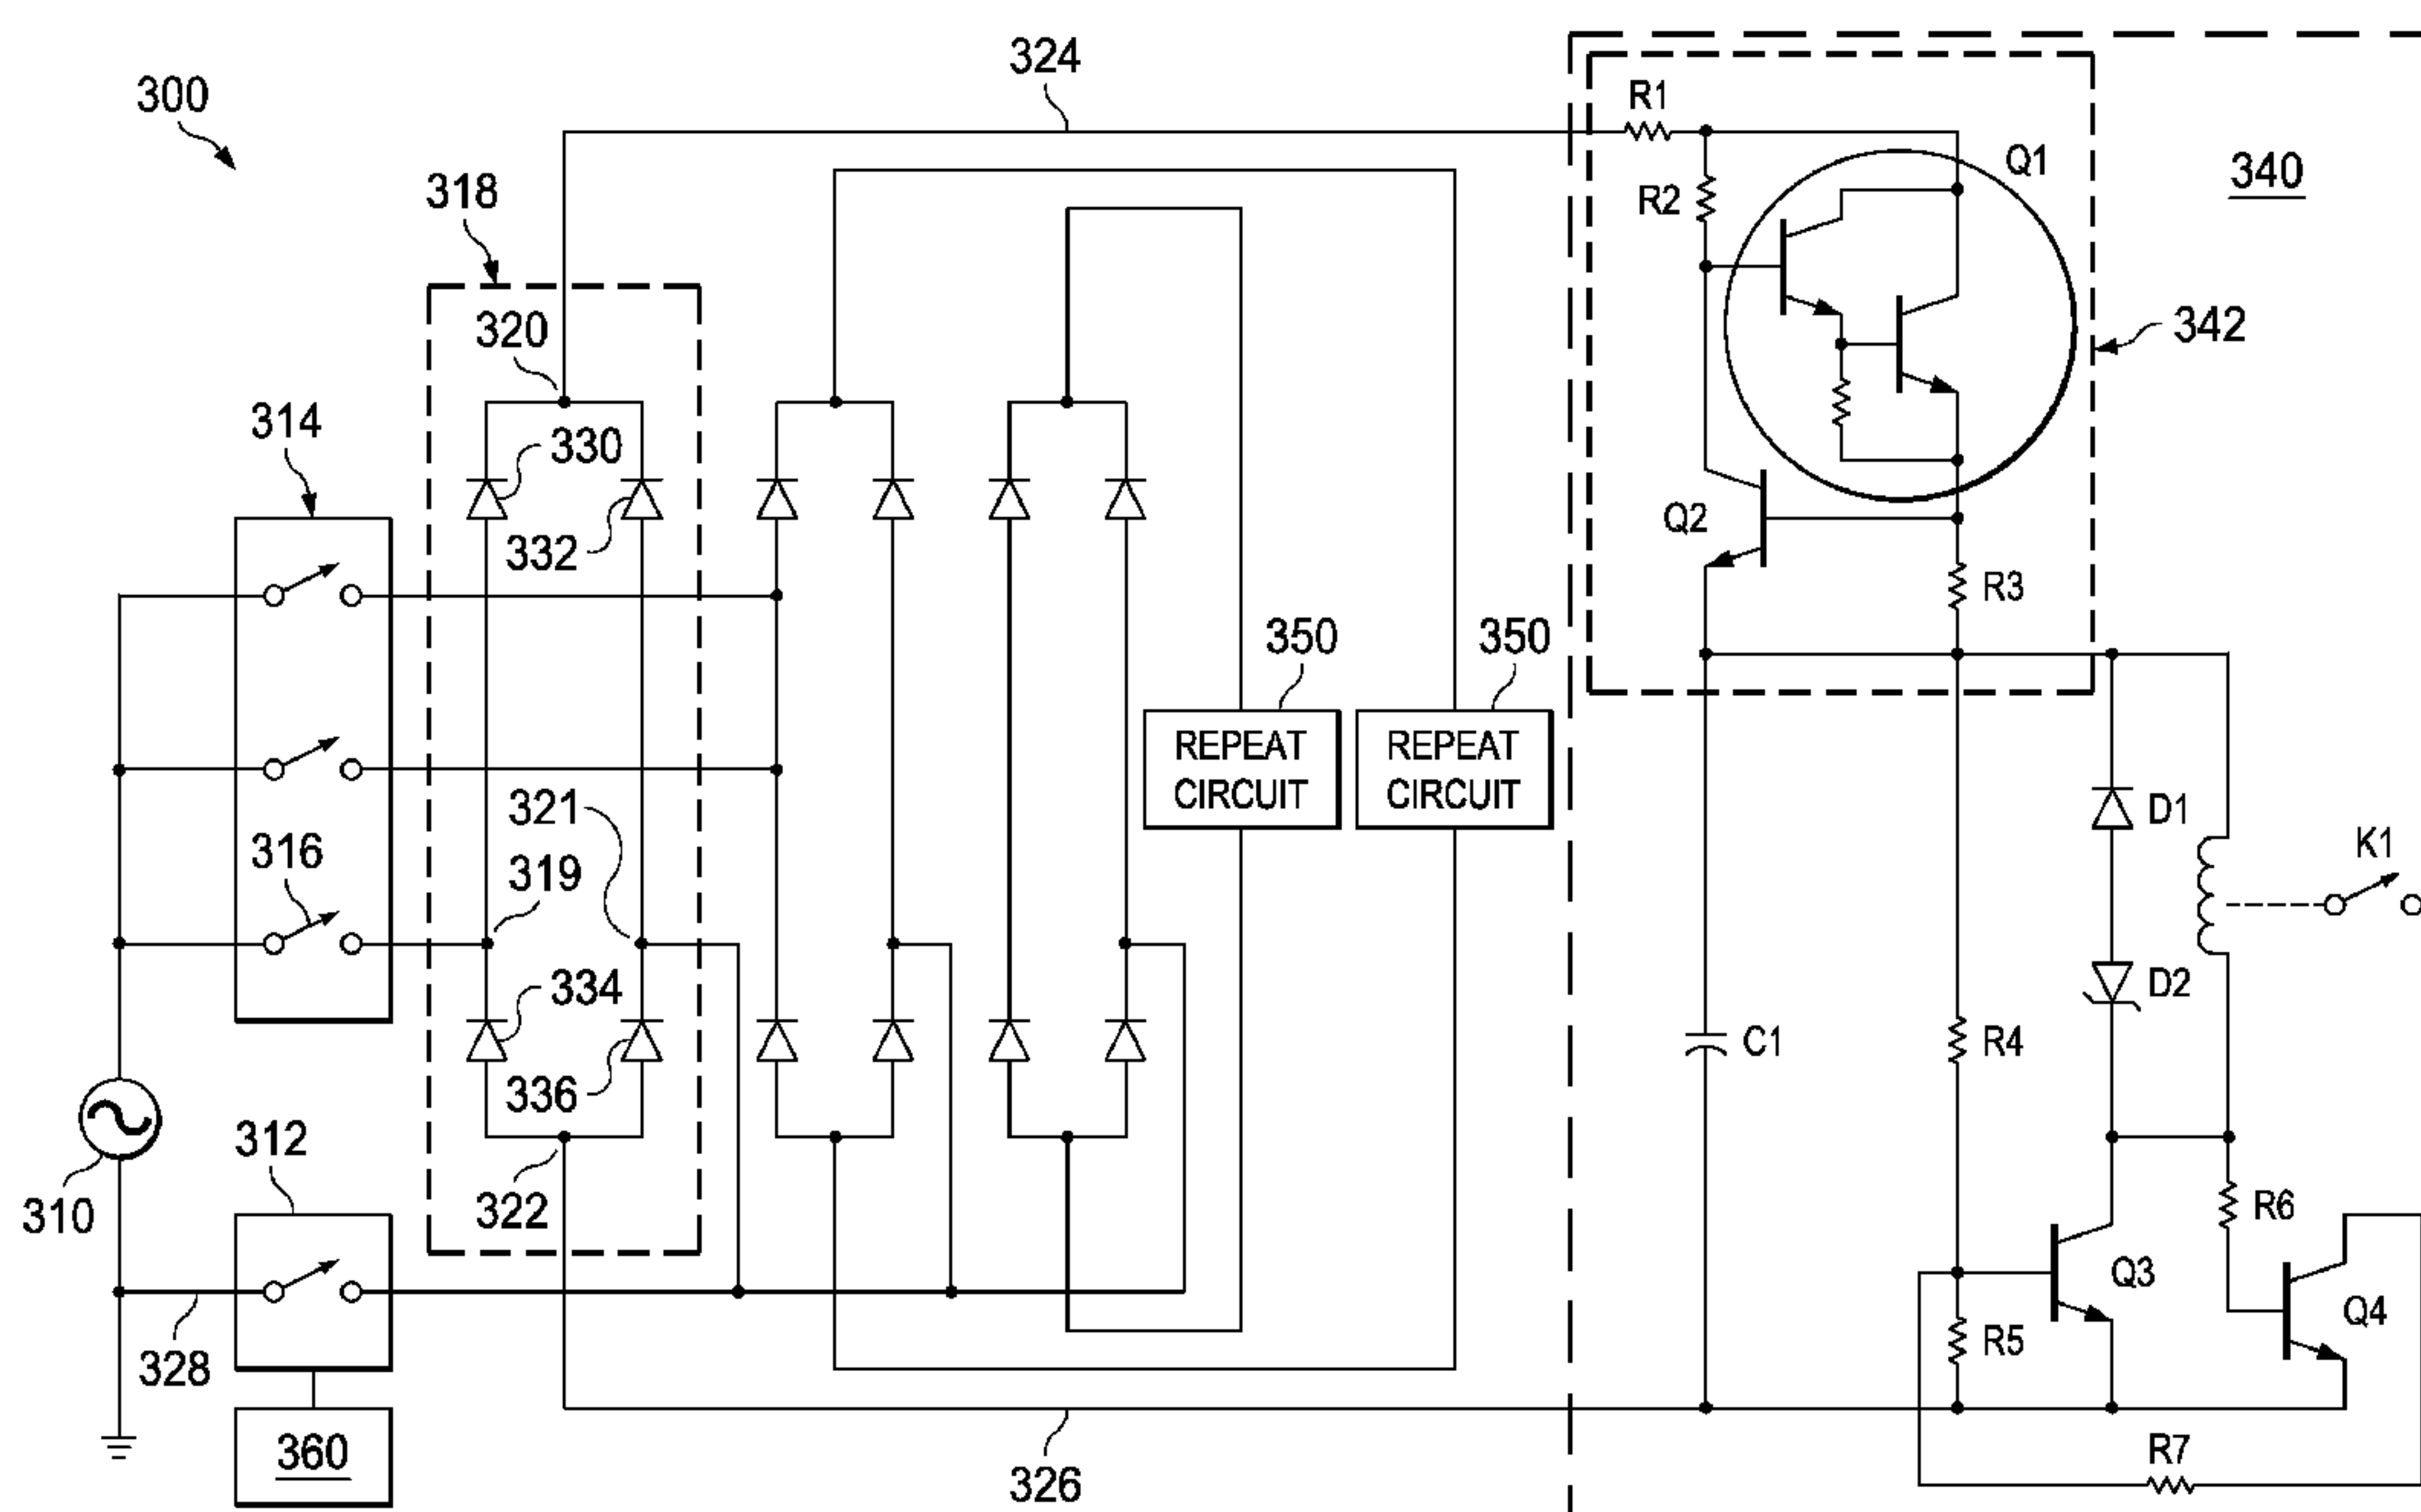 324
300
R1
Q1
340
318
R2
320
342
314
330
332
Q2
R3
350
350
REPEAT
CIRCUIT
REPEAT
CIRCUIT
321
D1
316
319
K1
334
D2
C1
R4
336
312
310
322
R6
Q3
Q4
R5
328
360
326
R7